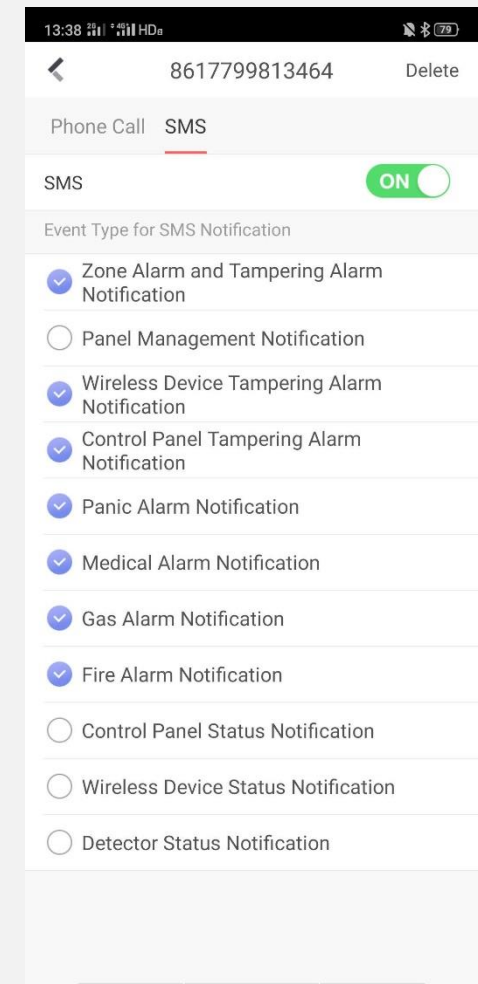 13:38 2G 4G HD
79
8617799813464 Delete
Phone Call SMS
SMS ON
Event Type for SMS Notification
Zone Alarm and Tampering Alarm
Notification
Panel Management Notification
Wireless Device Tampering Alarm
Notification
Control Panel Tampering Alarm
Notification
Panic Alarm Notification
Medical Alarm Notification
Gas Alarm Notification
Fire Alarm Notification
Control Panel Status Notification
Wireless Device Status Notification
Detector Status Notification